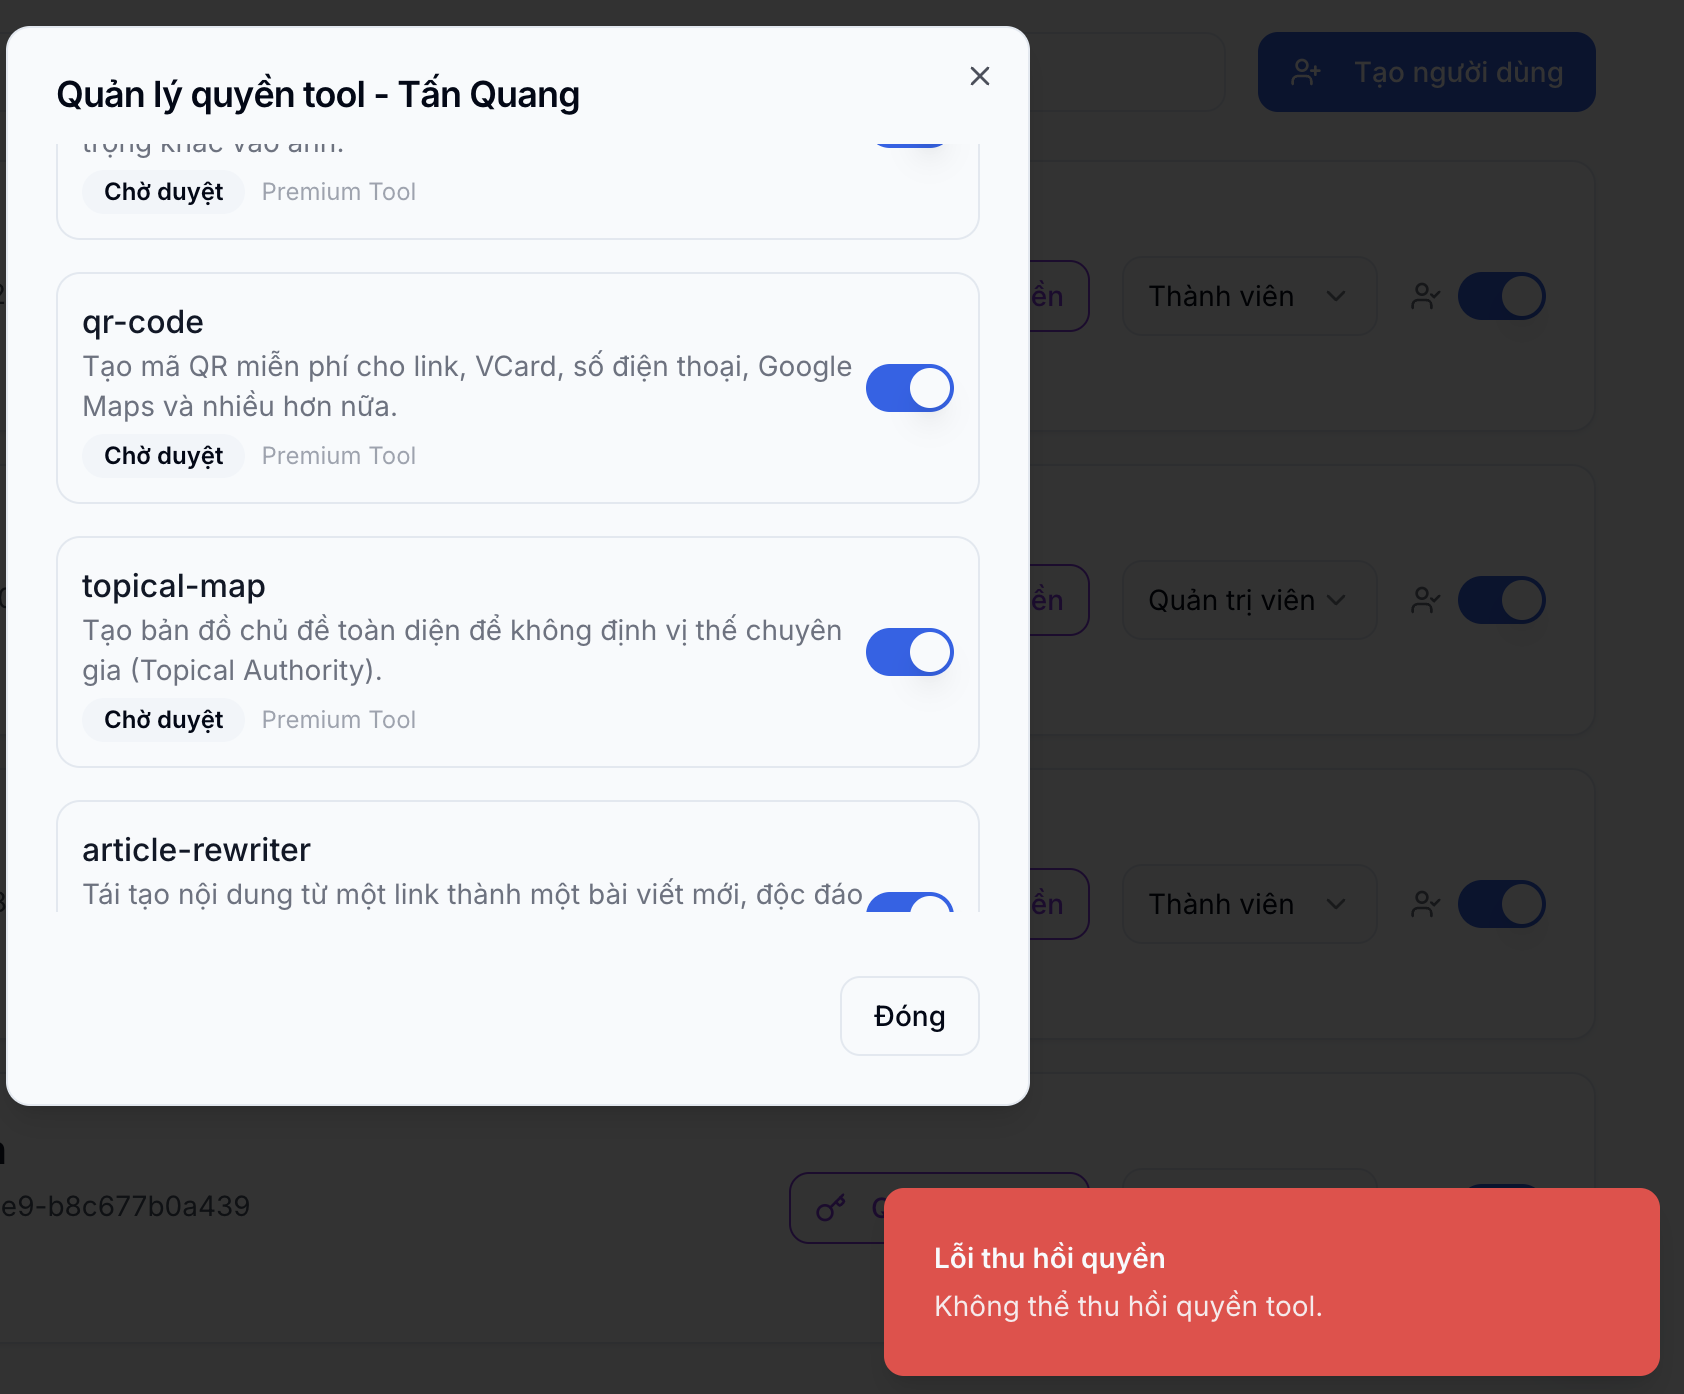 Tạo người dùng
Quản lý quyền tool - Tấn Quang
trọng khác vào ảnh.
Chờ duyệt Premium Tool
ền Thành viên
qr-code
Tạo mã QR miễn phí cho link, VCard, số điện thoại, Google
Maps và nhiều hơn nữa.
Chờ duyệt Premium Tool
topical-map
ền Quản trị viên
Tạo bản đồ chủ đề toàn diện để không định vị thế chuyên
gia (Topical Authority).
Chờ duyệt Premium Tool
article-rewriter
Tái tạo nội dung từ một link thành một bài viết mới, độc đáo
ền Thành viên
Đóng
e9-b8c677b0a439
Lỗi thu hồi quyền
Không thể thu hồi quyền tool.